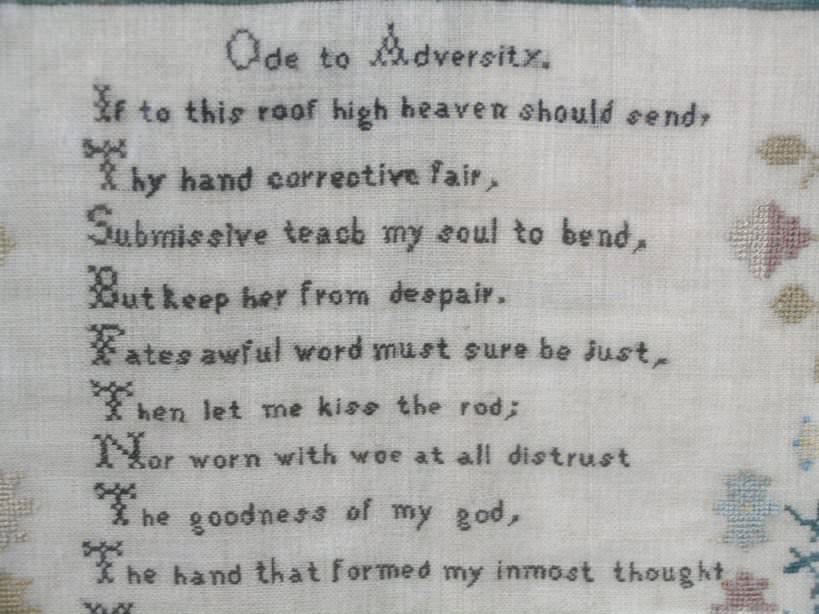 Ode to Adversity.
If to this roof high heaven should send,
Thy hand corrective fair,
Submissive teach my soul to bend,
But keep her from despair.
Fates awful word must sure be just,
Then let me kiss the rod;
Nor worn with woe at all distrust
The goodness of my god,
The hand that formed my inmost thought